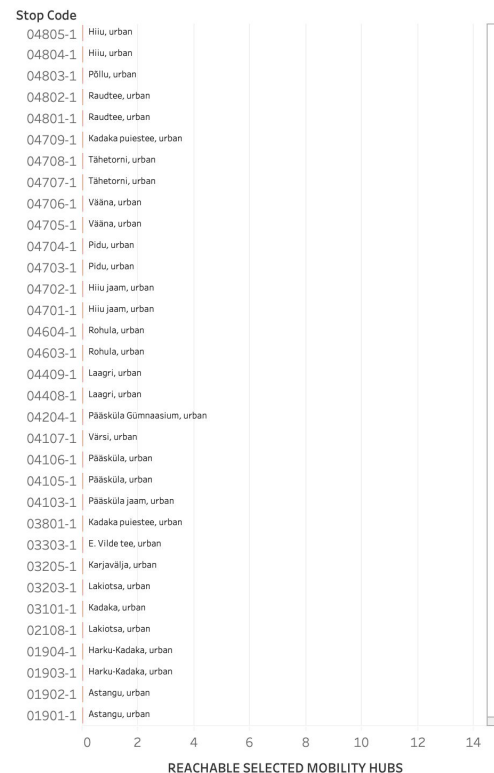 Stop Code
04805-1 Hiiu, urban
04804-1 Hiiu, urban
04803-1 Põllu, urban
04802-1 Raudtee, urban
04801-1 Raudtee, urban
04709-1 Kadaka puiestee, urban
04708-1 Tähetorni, urban
04707-1 Tähetorni, urban
04706-1 Vääna, urban
04705-1 Vääna, urban
04704-1 Pidu, urban
04703-1 Pidu, urban
04702-1 Hiiu jaam, urban
04701-1 Hiiu jaam, urban
04604-1 Rohula, urban
04603-1 Rohula, urban
04409-1 Laagri, urban
04408-1 Laagri, urban
04204-1 Pääsküla Gümnaasium, urban
04107-1 Värsi, urban
04106-1 Pääsküla, urban
04105-1 Pääsküla, urban
04103-1 Pääsküla jaam, urban
03801-1 Kadaka puiestee, urban
03303-1 E. Vilde tee, urban
03205-1 Karjavälja, urban
03203-1 Lakiotsa, urban
03101-1 Kadaka, urban
02108-1 Lakiotsa, urban
01904-1 Harku-Kadaka, urban
01903-1 Harku-Kadaka, urban
01902-1 Astangu, urban
01901-1 Astangu, urban
0 2 4 6 8 10 12 14
REACHABLE SELECTED MOBILITY HUBS